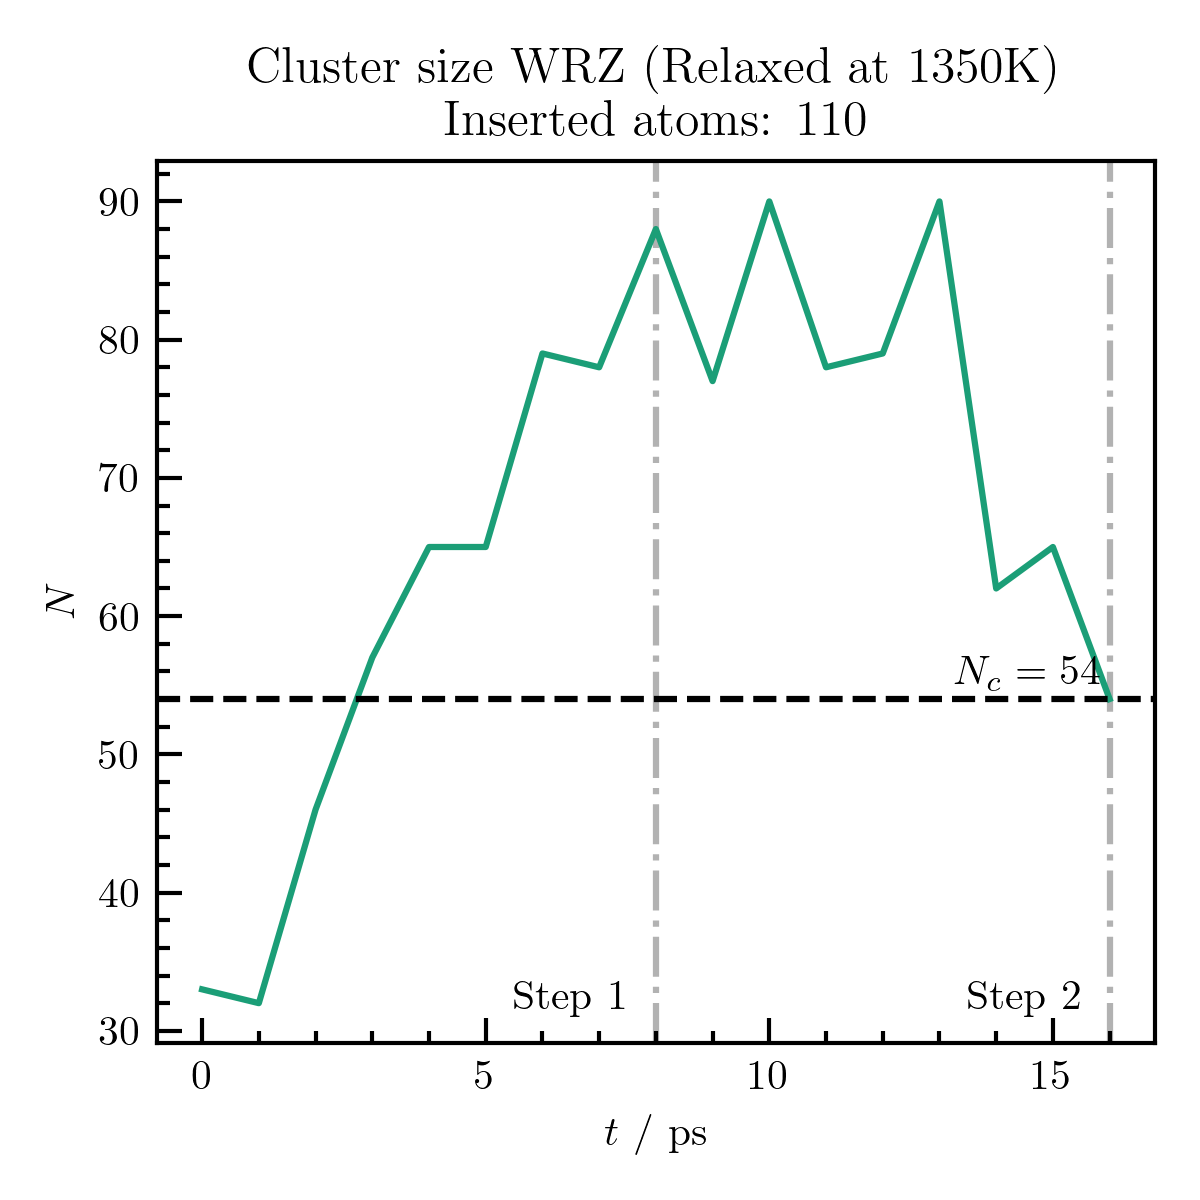 Cluster size WRZ (Relaxed at 1350K)
Inserted atoms: 110
90
80
70
60
50
40
30
N
N_c = 54
Step 1
Step 2
0 5 10 15
t / ps